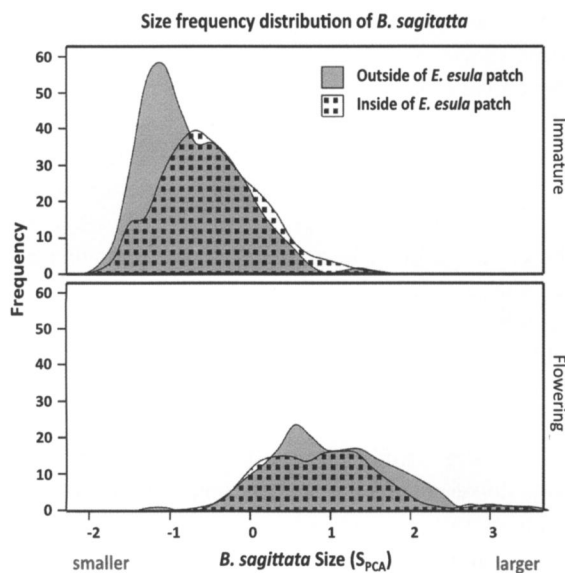 Size frequency distribution of B. sagitatta
60
50
40
30
20
10
0
Outside of E. esula patch
Inside of E. esula patch
Immature
Frequency
60
50
40
30
20
10
0
Flowering
-2 -1 0 1 2 3
smaller B. sagittata Size (SPCA) larger